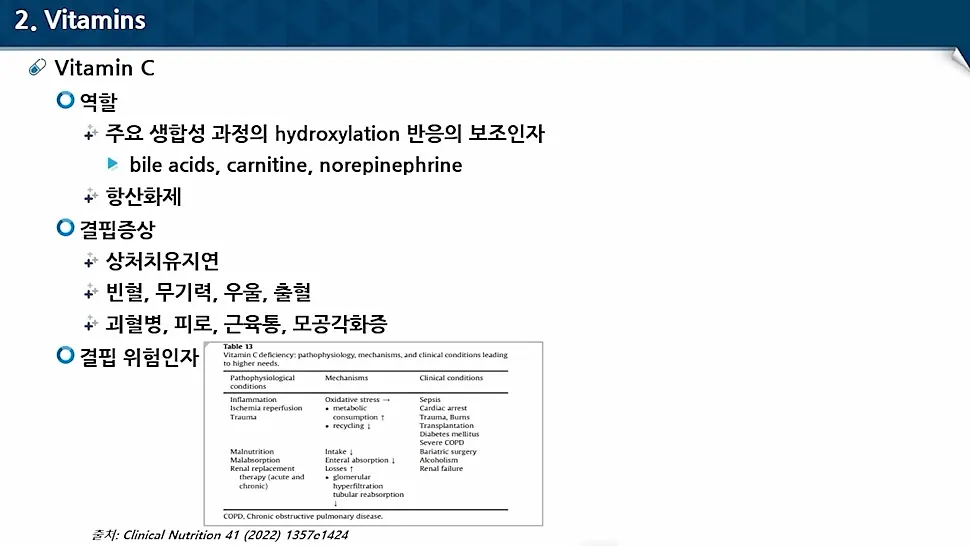 2. Vitamins
Vitamin C
역할
주요 생합성 과정의 hydroxylation 반응의 보조인자
bile acids, carnitine, norepinephrine
항산화제
결핍증상
상처치유지연
빈혈, 무기력, 우울, 출혈
괴혈병, 피로, 근육통, 모공각화증
결핍 위험인자
Table 13
Vitamin C deficiency: pathophysiology, mechanisms, and clinical conditions leading
to higher needs.
Pathophysiological Mechanisms Clinical conditions
conditions
Inflammation Oxidative stress → Sepsis
Ischemia reperfusion • metabolic Cardiac arrest
Trauma consumption ↑ Trauma, Burns
• recycling ↓ Transplantation
Diabetes mellitus
Severe COPD
Malnutrition Intake ↓ Bariatric surgery
Malabsorption Enteral absorption ↓ Alcoholism
Renal replacement Losses ↑ Renal failure
therapy (acute and • glomerular
chronic) hyperfiltration
tubular reabsorption
↓
COPD, Chronic obstructive pulmonary disease.
출처: Clinical Nutrition 41 (2022) 1357e1424